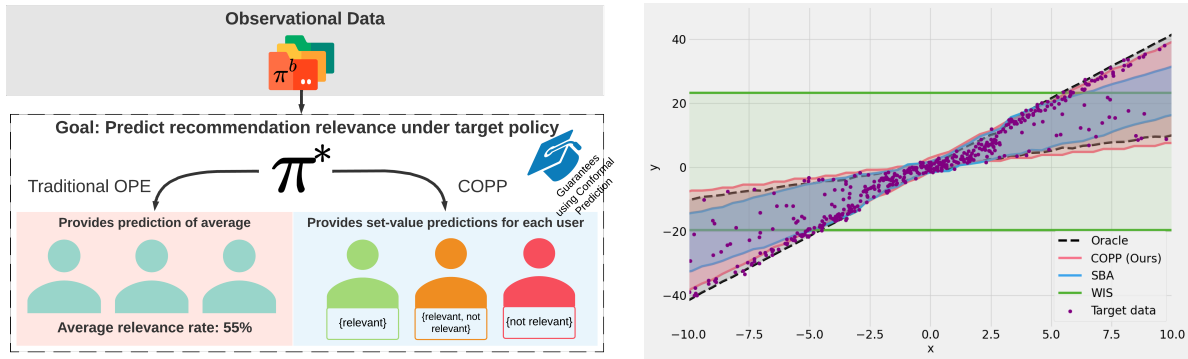 Observational Data
π^b
Goal: Predict recommendation relevance under target policy
π*
Traditional OPE
COPP
Guarantees
using Conformal
Prediction
Provides prediction of average
Average relevance rate: 55%
Provides set-value predictions for each user
{relevant}
{relevant, not
relevant}
{not relevant}
40
20
0
−20
−40
y
−10.0 −7.5 −5.0 −2.5 0.0 2.5 5.0 7.5 10.0
x
Oracle
COPP (Ours)
SBA
WIS
Target data